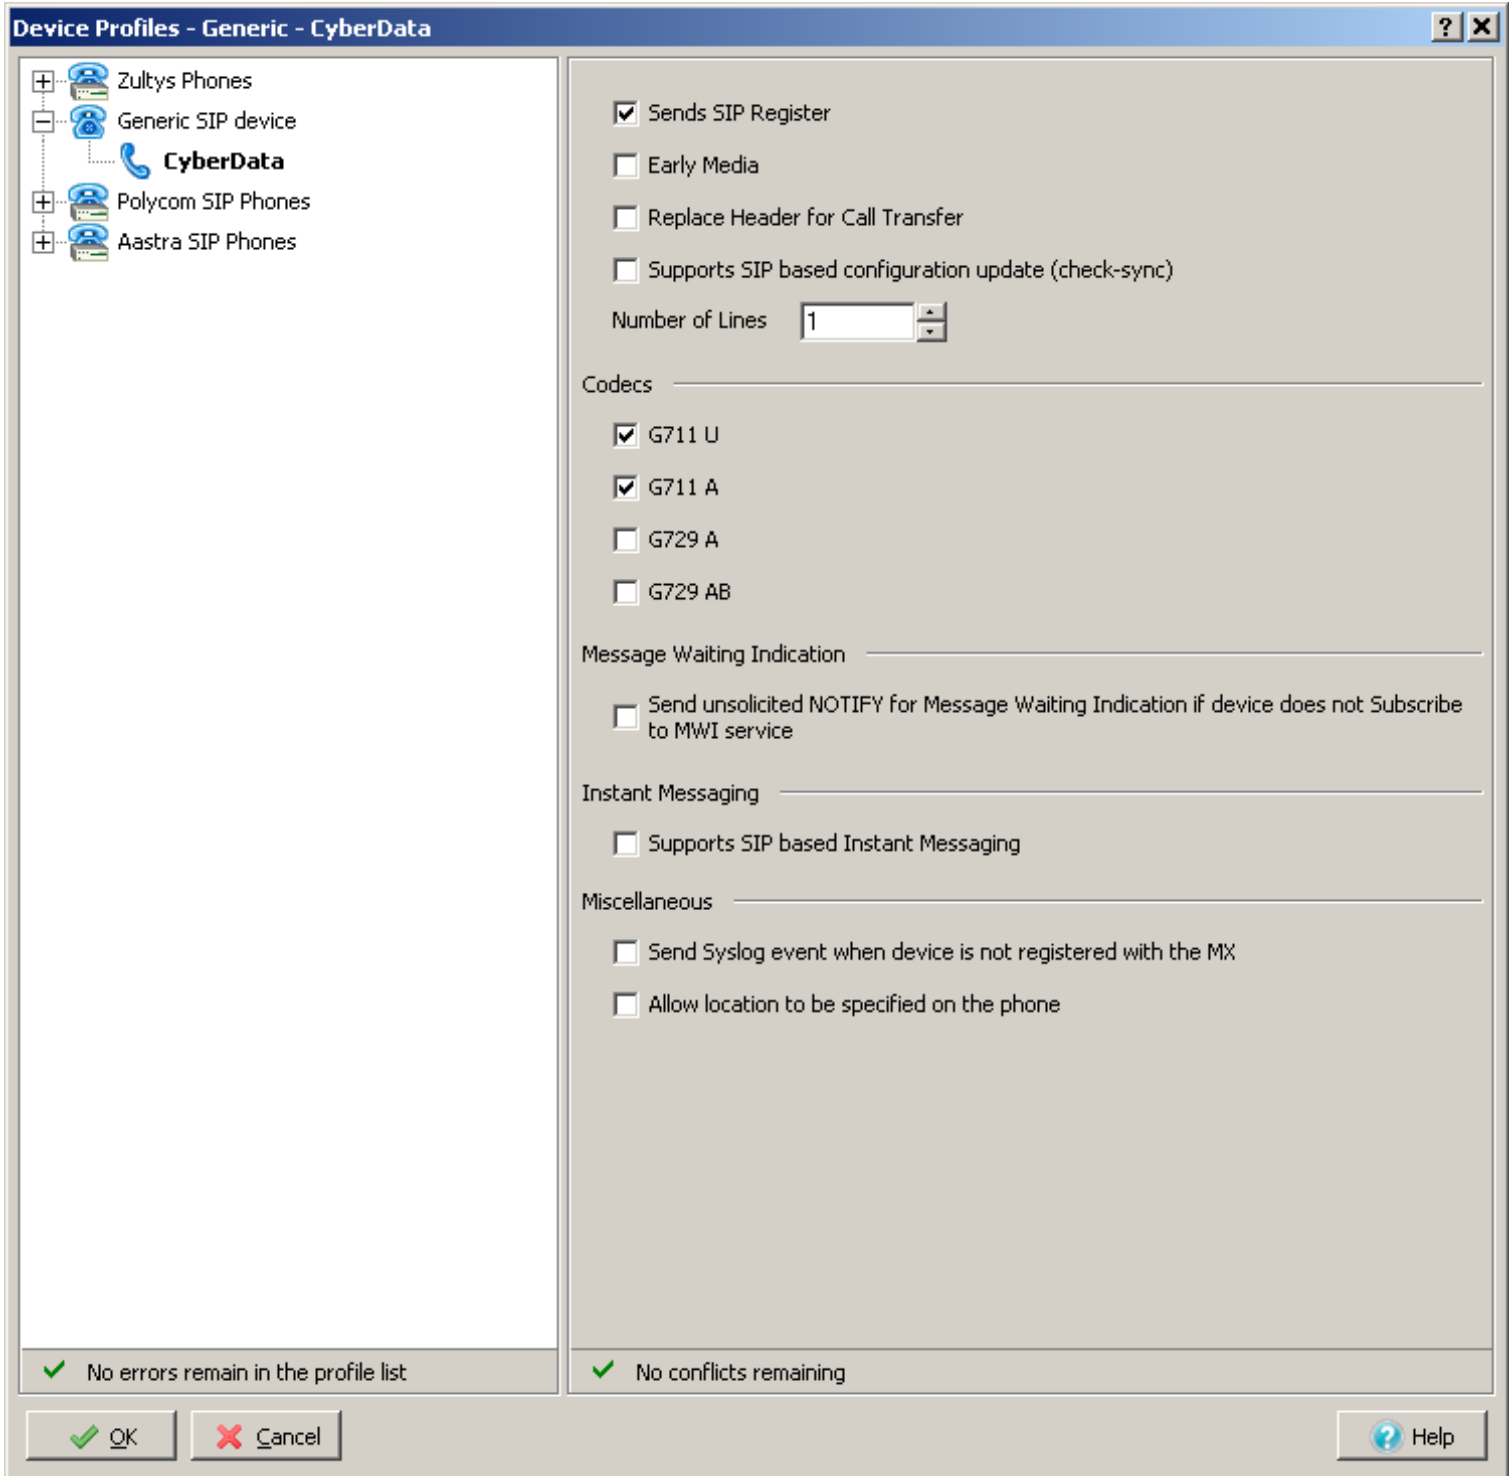 Device Profiles - Generic - CyberData
Zultys Phones
Generic SIP device
CyberData
Polycom SIP Phones
Aastra SIP Phones
Sends SIP Register
Early Media
Replace Header for Call Transfer
Supports SIP based configuration update (check-sync)
Number of Lines 1
Codecs
G711 U
G711 A
G729 A
G729 AB
Message Waiting Indication
Send unsolicited NOTIFY for Message Waiting Indication if device does not Subscribe
to MWI service
Instant Messaging
Supports SIP based Instant Messaging
Miscellaneous
Send Syslog event when device is not registered with the MX
Allow location to be specified on the phone
No errors remain in the profile list
No conflicts remaining
OK
Cancel
Help